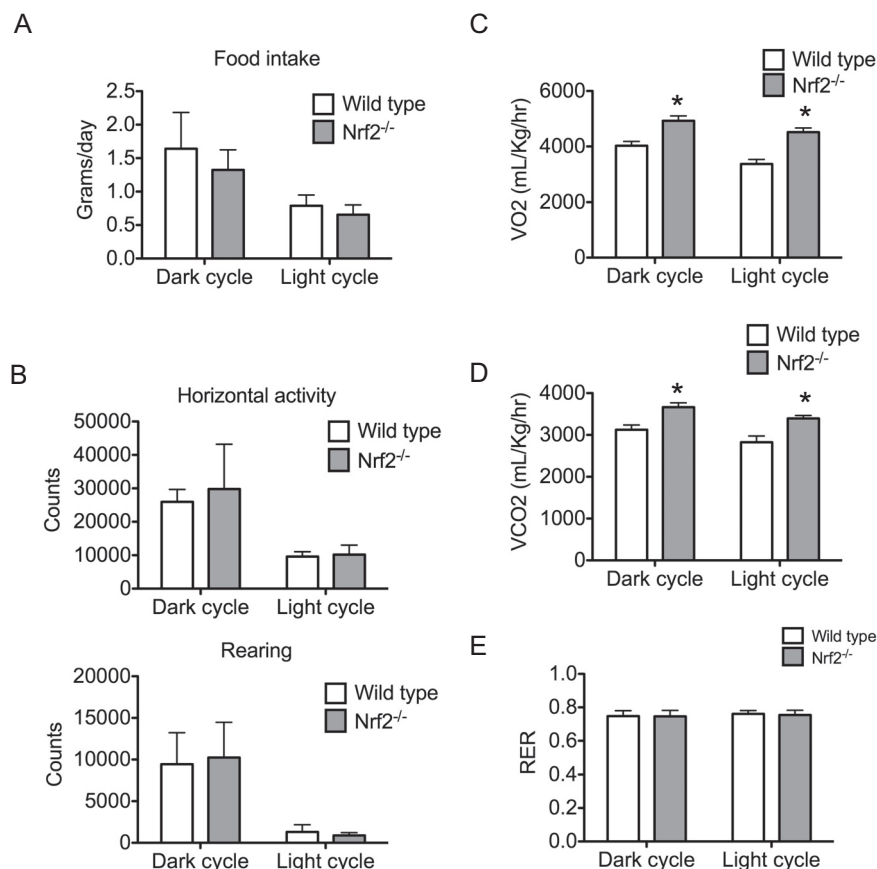 A
Food intake
Wild type
Nrf2-/-
Grams/day
2.5
2.0
1.5
1.0
0.5
0.0
Dark cycle Light cycle
B
Horizontal activity
Wild type
Nrf2-/-
Counts
50000
40000
30000
20000
10000
0
Dark cycle Light cycle
Rearing
Wild type
Nrf2-/-
Counts
20000
15000
10000
5000
0
Dark cycle Light cycle
C
Wild type
Nrf2-/-
VO2 (mL/Kg/hr)
6000
4000
2000
0
* *
Dark cycle Light cycle
D
Wild type
Nrf2-/-
VCO2 (mL/Kg/hr)
4000
3000
2000
1000
0
* *
Dark cycle Light cycle
E
Wild type
Nrf2-/-
RER
1.0
0.8
0.6
0.4
0.2
0.0
Dark cycle Light cycle